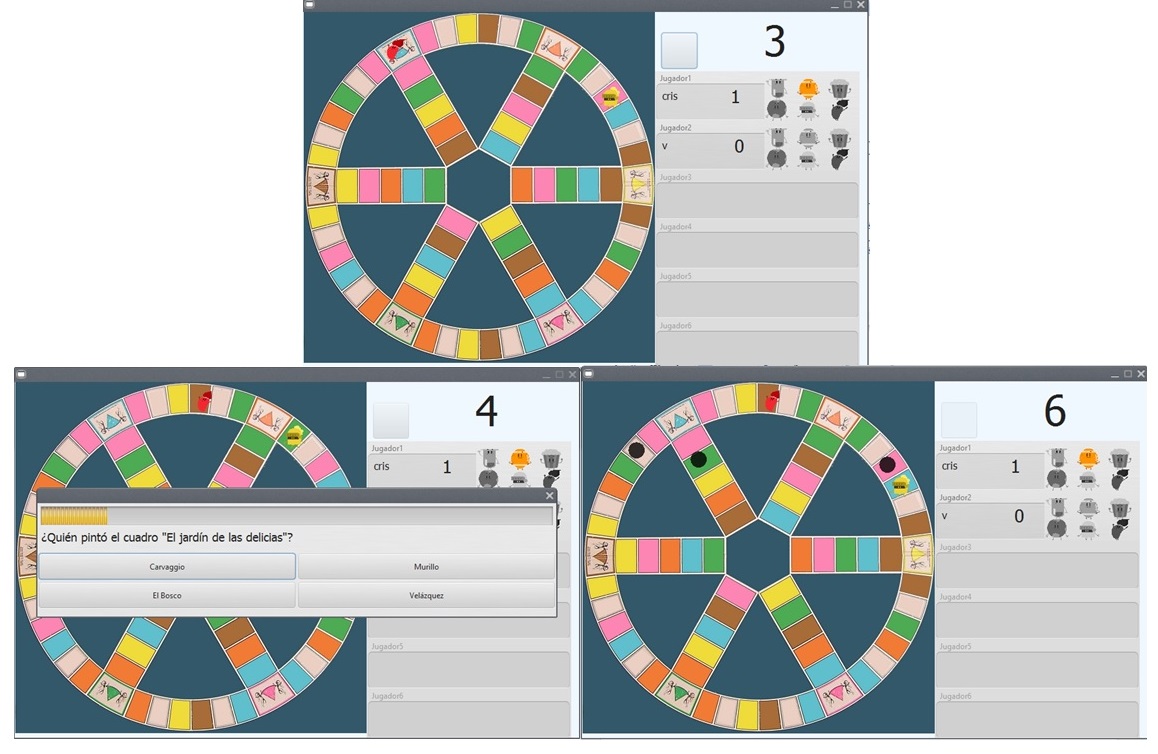 3
Jugador1
cris 1
Jugador2
v 0
Jugador3
Jugador4
Jugador5
Jugador6
4
Jugador1
cris 1
¿Quién pintó el cuadro "El jardín de las delicias"?
Carvaggio
Murillo
El Bosco
Velázquez
Jugador5
Jugador6
6
Jugador1
cris 1
Jugador2
v 0
Jugador3
Jugador4
Jugador5
Jugador6